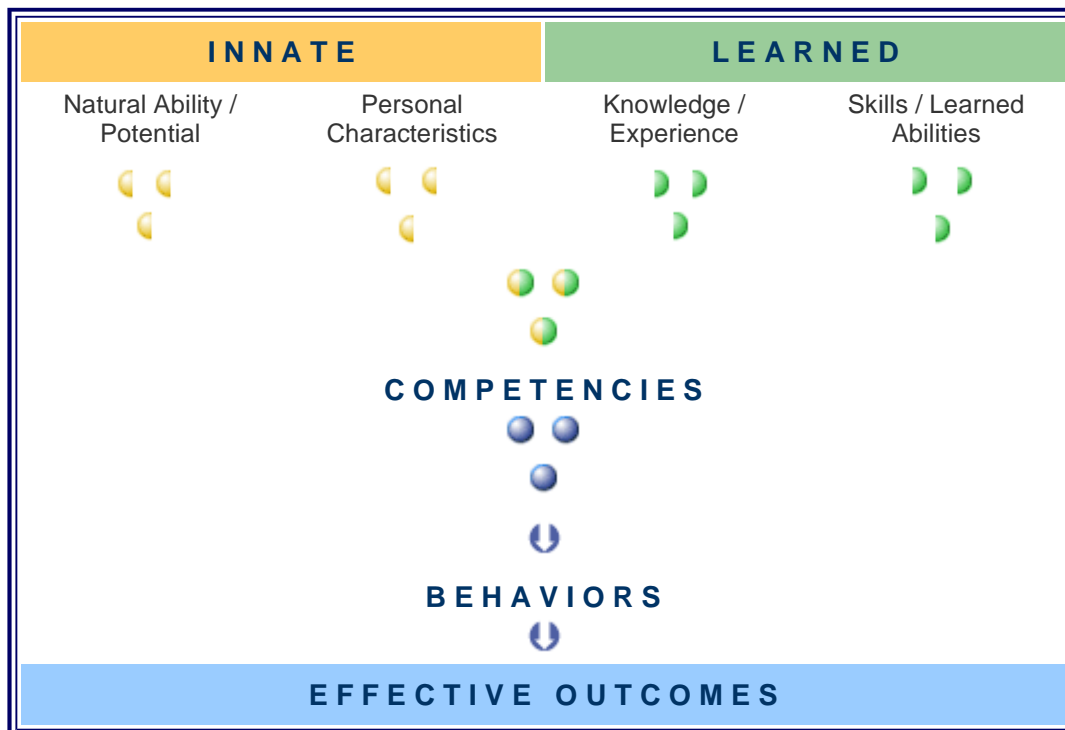 INNATE
LEARNED
Natural Ability /
Potential
Personal
Characteristics
Knowledge /
Experience
Skills / Learned
Abilities
COMPETENCIES
BEHAVIORS
EFFECTIVE OUTCOMES